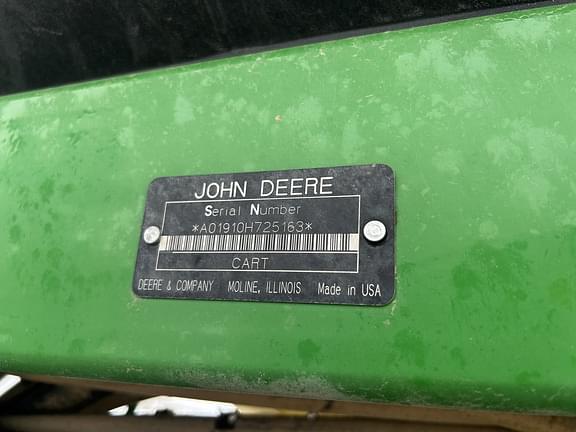 JOHN DEERE
Serial Number
*A01910H725163*
CART
DEERE & COMPANY MOLINE, ILLINOIS Made in USA